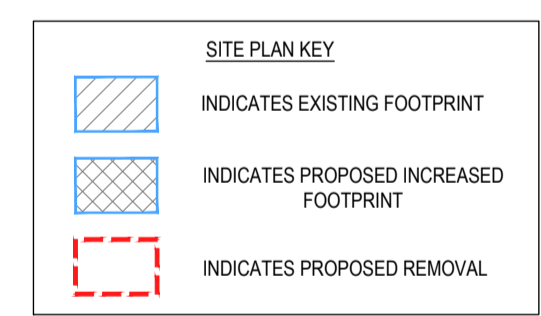 SITE PLAN KEY
INDICATES EXISTING FOOTPRINT
INDICATES PROPOSED INCREASED
FOOTPRINT
INDICATES PROPOSED REMOVAL